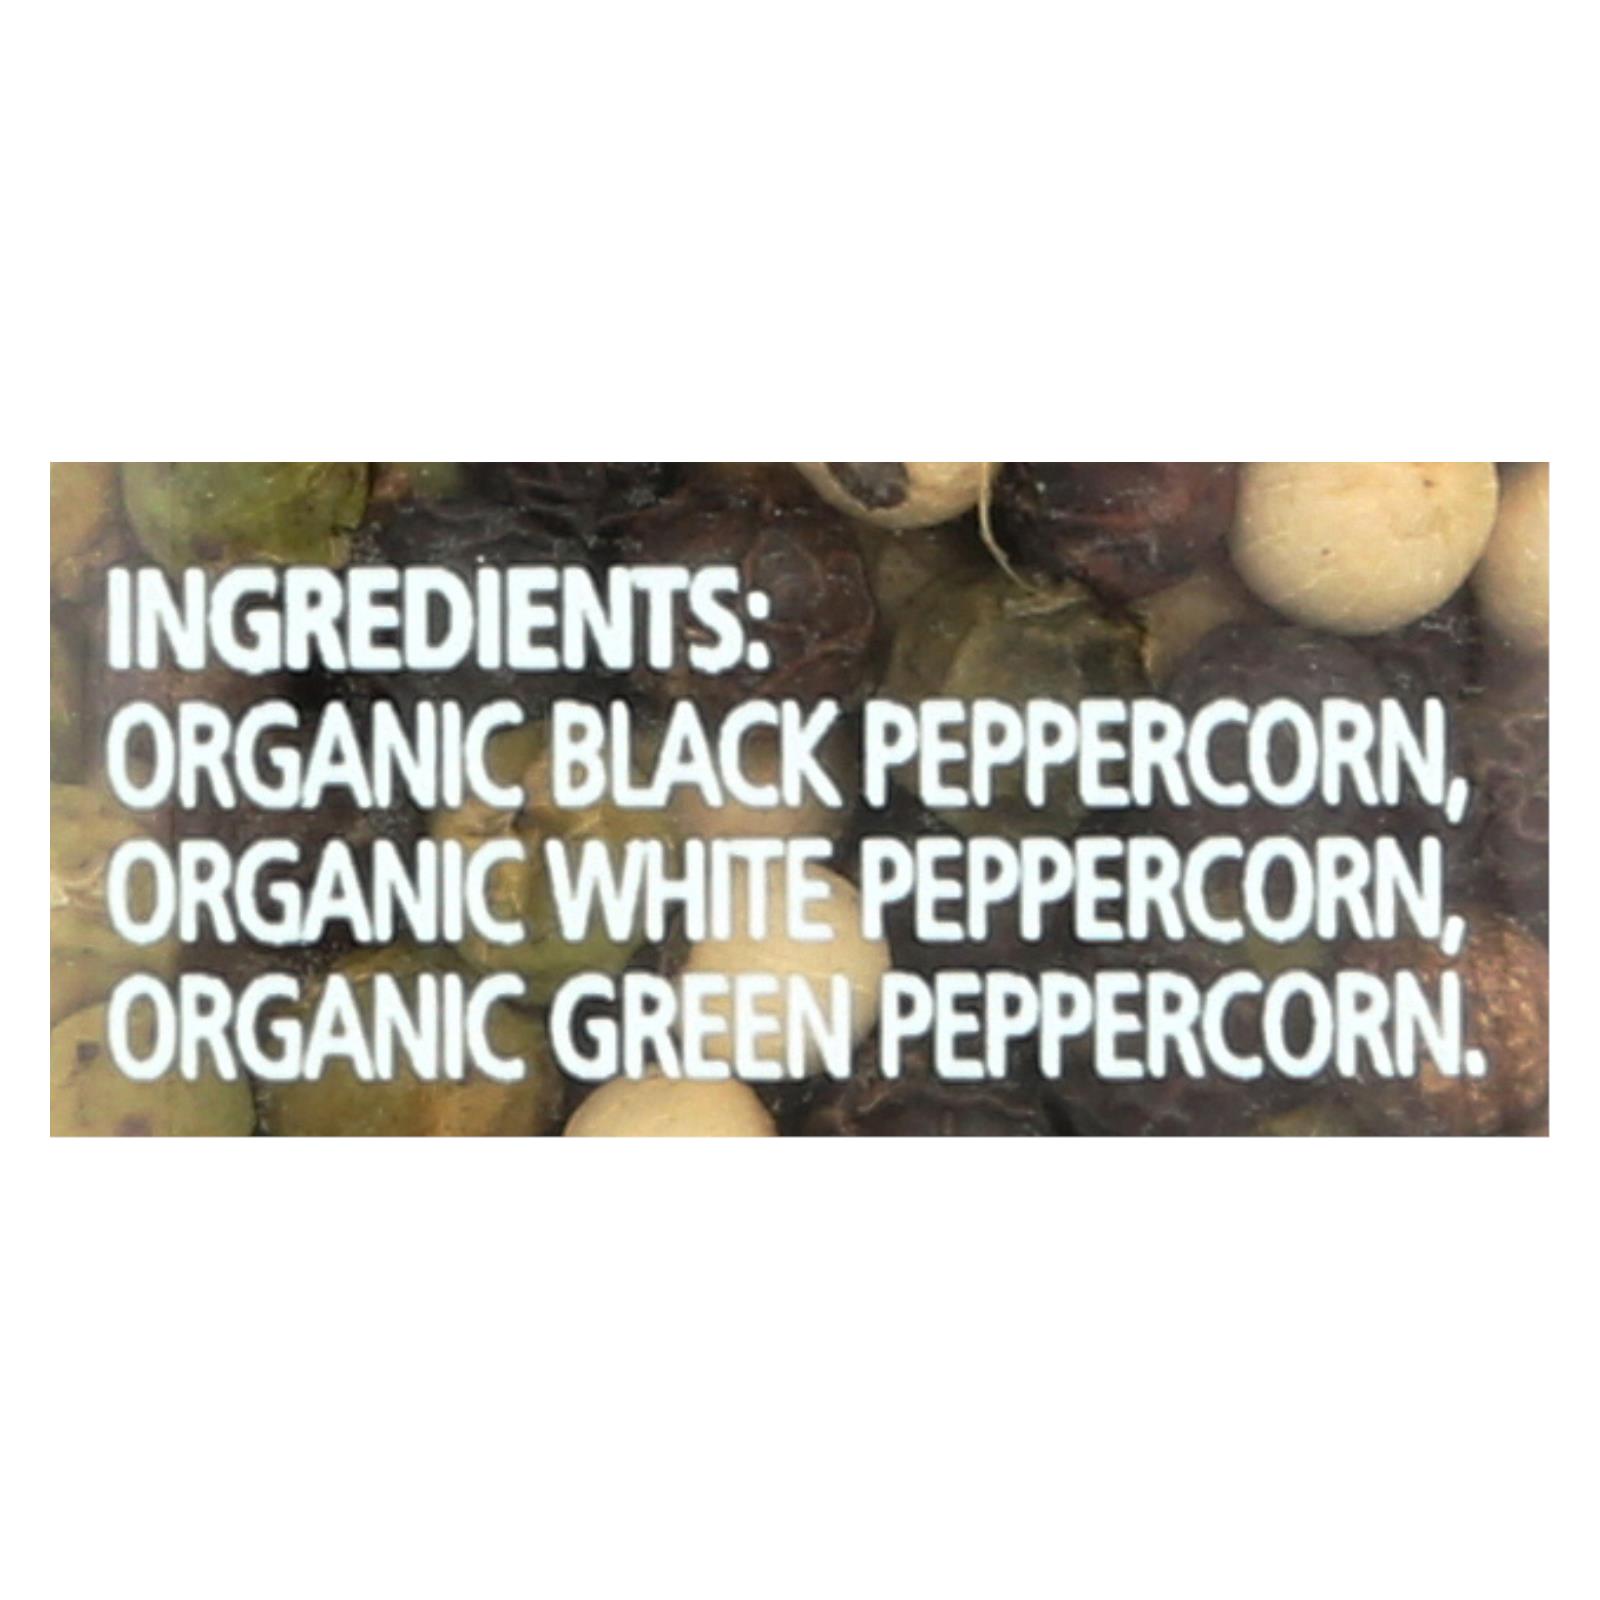 INGREDIENTS:
ORGANIC BLACK PEPPERCORN,
ORGANIC WHITE PEPPERCORN,
ORGANIC GREEN PEPPERCORN.